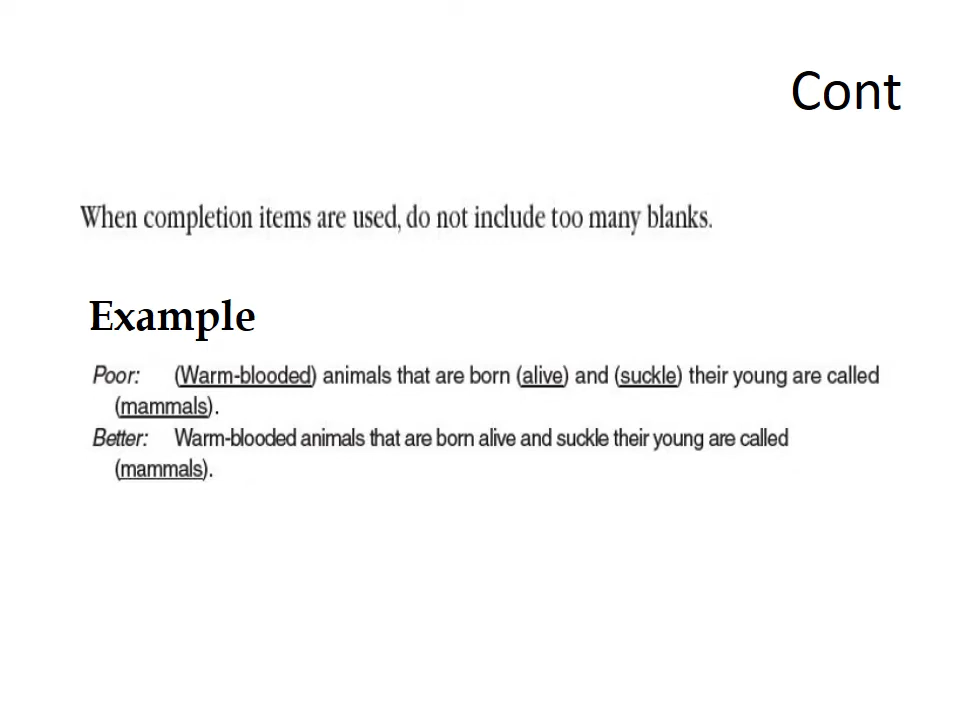 Cont
When completion items are used, do not include too many blanks.
Example
Poor: (Warm-blooded) animals that are born (alive) and (suckle) their young are called
(mammals).
Better: Warm-blooded animals that are born alive and suckle their young are called
(mammals).